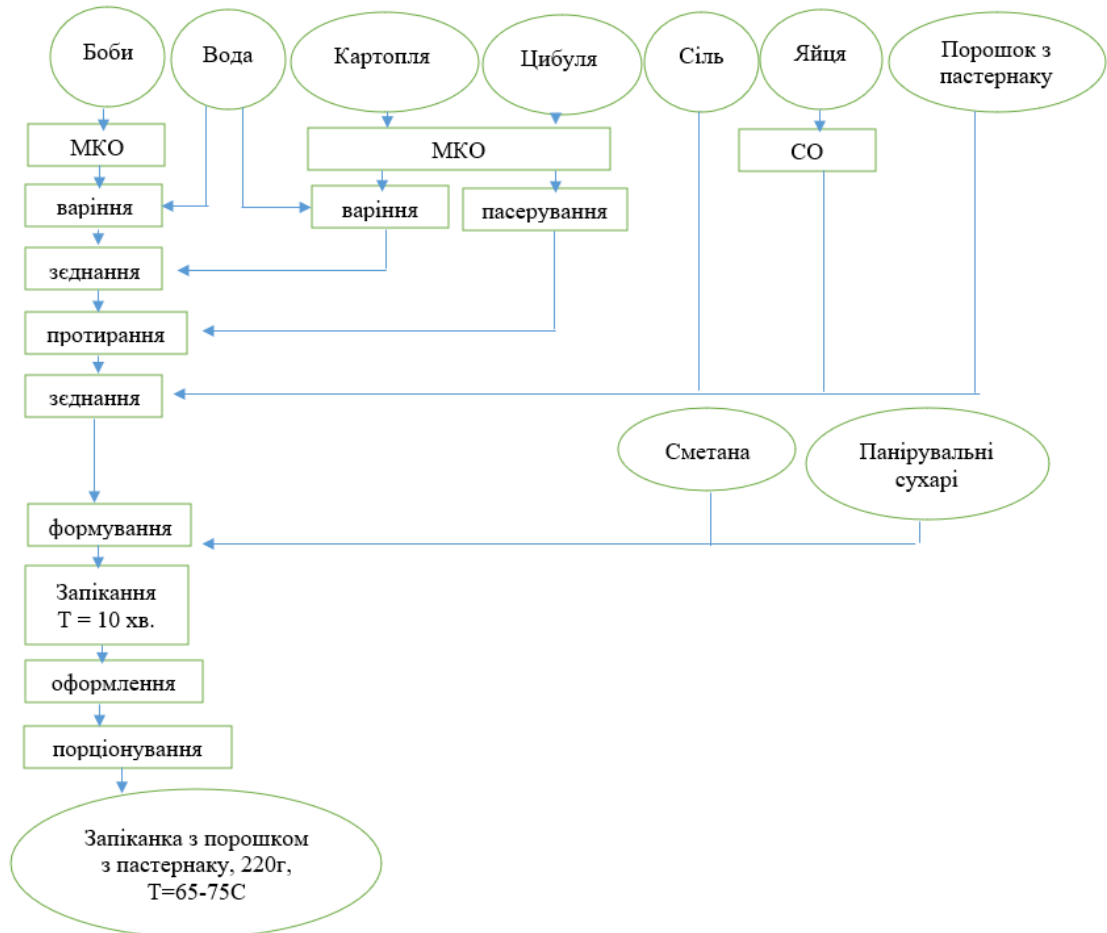 Боби
Вода
Картопля
Цибуля
Сіль
Яйця
Порошок з
пастернаку
МКО
МКО
СО
варіння
варіння
пасерування
зєднання
протирання
зєднання
Сметана
Панірувальні
сухарі
формування
Запікання
Т = 10 хв.
оформлення
порціонування
Запіканка з порошком
з пастернаку, 220г,
Т=65-75С